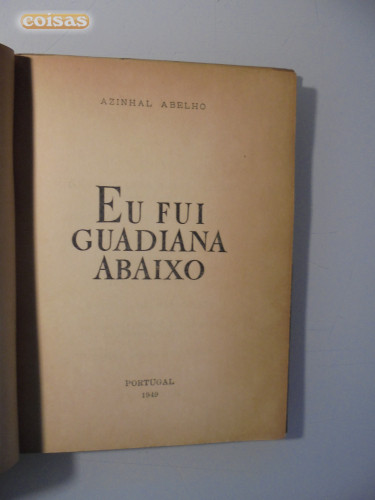 coisas
AZINHAL ABELHO
EU FUI
GUADIANA
ABAIXO
PORTUGAL
1949